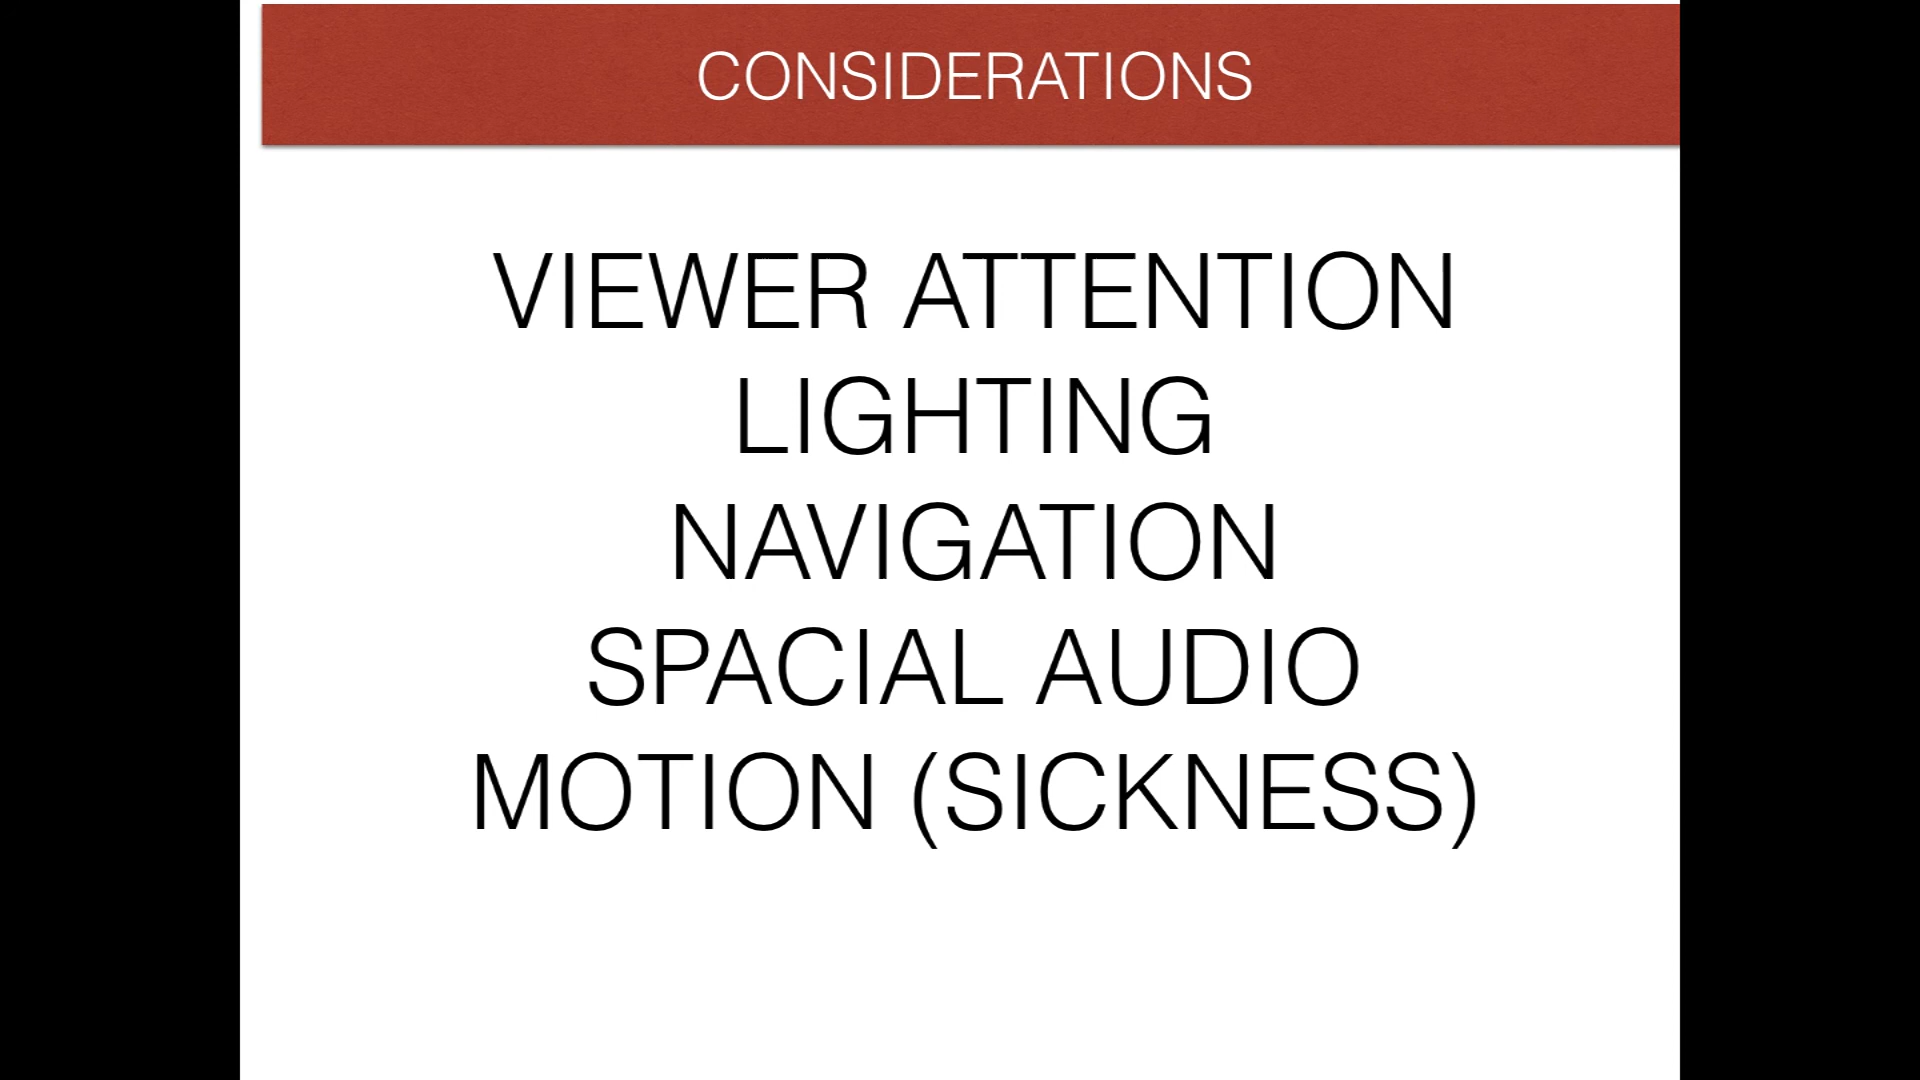 CONSIDERATIONS
VIEWER ATTENTION
LIGHTING
NAVIGATION
SPACIAL AUDIO
MOTION (SICKNESS)